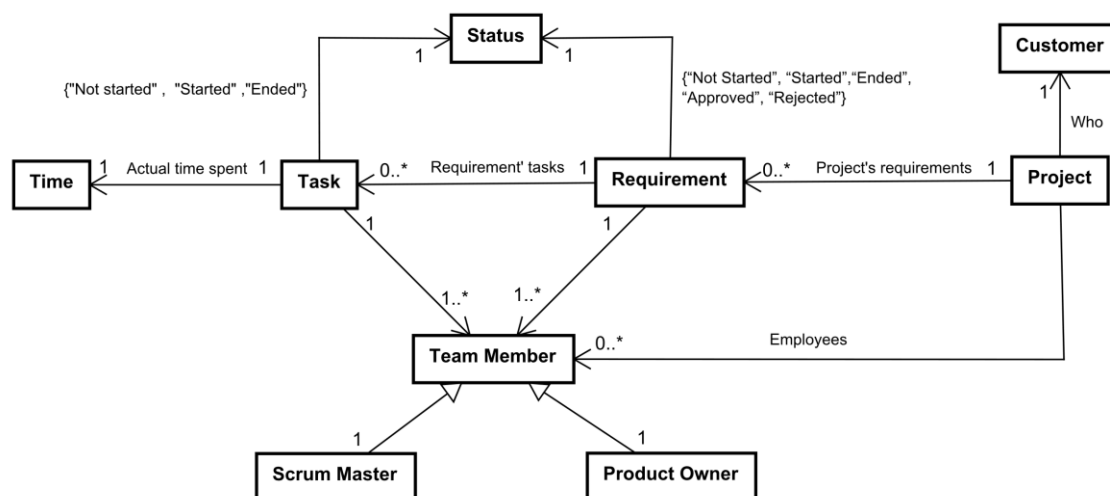 Status
Customer
1
1
{"Not started" , "Started" ,"Ended"}
{“Not Started”, “Started”,“Ended”,
“Approved”, “Rejected”}
1
Who
Time
1
Actual time spent
1
Task
0..*
Requirement' tasks
1
Requirement
0..*
Project's requirements
1
Project
1
1
1..*
1..*
Team Member
0..*
Employees
1
1
Scrum Master
Product Owner